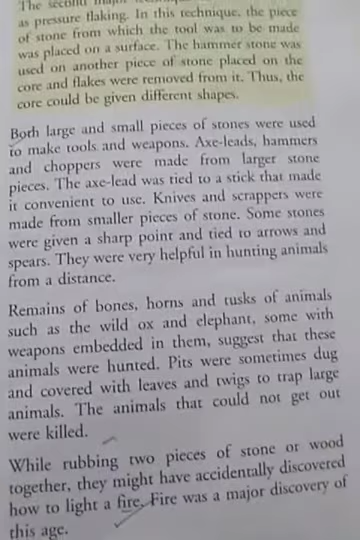 The second major
as pressure flaking. In this technique, the piece
of stone from which the tool was to be made
was placed on a surface. The hammer stone was
used on another piece of stone placed on the
core and flakes were removed from it. Thus, the
core could be given different shapes.
Both large and small pieces of stones were used
to make tools and weapons. Axe-leads, hammers
and choppers were made from larger stone
pieces. The axe-lead was tied to a stick that made
it convenient to use. Knives and scrappers were
made from smaller pieces of stone. Some stones
were given a sharp point and tied to arrows and
spears. They were very helpful in hunting animals
from a distance.
Remains of bones, horns and tusks of animals
such as the wild ox and elephant, some with
weapons embedded in them, suggest that these
animals were hunted. Pits were sometimes dug
and covered with leaves and twigs to trap large
animals. The animals that could not get out
were killed.
While rubbing two pieces of stone or wood
together, they might have accidentally discovered
how to light a fire. Fire was a major discovery of
this age.